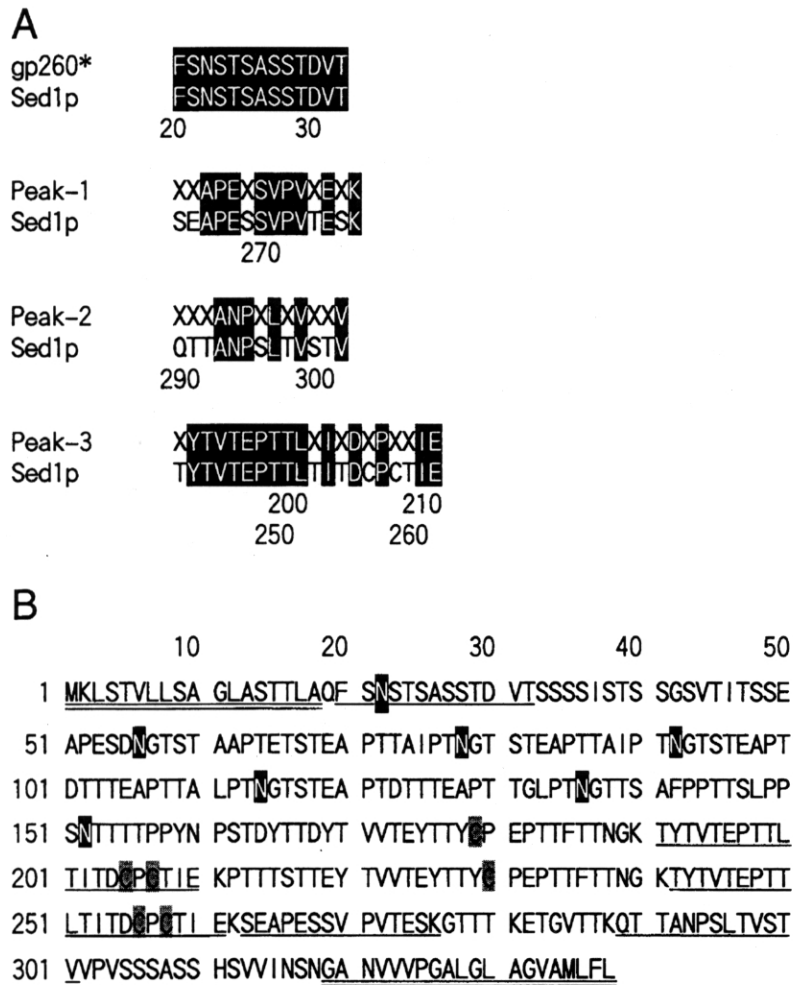 A
gp260* FSNSTSASSTDVT
Sed1p FSNSTSASSTDVT
20 30
Peak-1 XXAPEXSVPVXEXK
Sed1p SEAPESSVPVTESK
270
Peak-2 XXXANPXLXVXXV
Sed1p QTTANPSLTVSTV
290 300
Peak-3 XYTVTEPTTLXIXDXPXXIE
Sed1p TYTVTEPTTLTITDCPCTIE
200 210
250 260
B
10 20 30 40 50
1 MKLSTVLLSA GLASTTLAQF SNSTSASSTD VTSSSSISTS SGSVTITSSE
51 APESDNGTST AAPTETSTEA PTTAIPTNGT STEAPTTAIP TNGTSTEAPT
101 DTTTEAPTTA LPTNGTSTEA PTDTTTEAPT TGLPTNGTTS AFPPTTSLPP
151 SNTTTTPPYN PSTDYTTDYT VVTEYTTYCP EPTTFTTNGK TYTVTEPTTL
201 TITDCPCTIE KPTTTSTTEY TVVTEYTTYC PEPTTFTTNG KTYTVTEPTT
251 LTITDCPCTI EKSEAPESSV PVTESKGTTT KETGVTTKQT TANPSLTVST
301 VVPVSSSASS HSVVINSNGA NVVVPGALGL AGVAMLFL